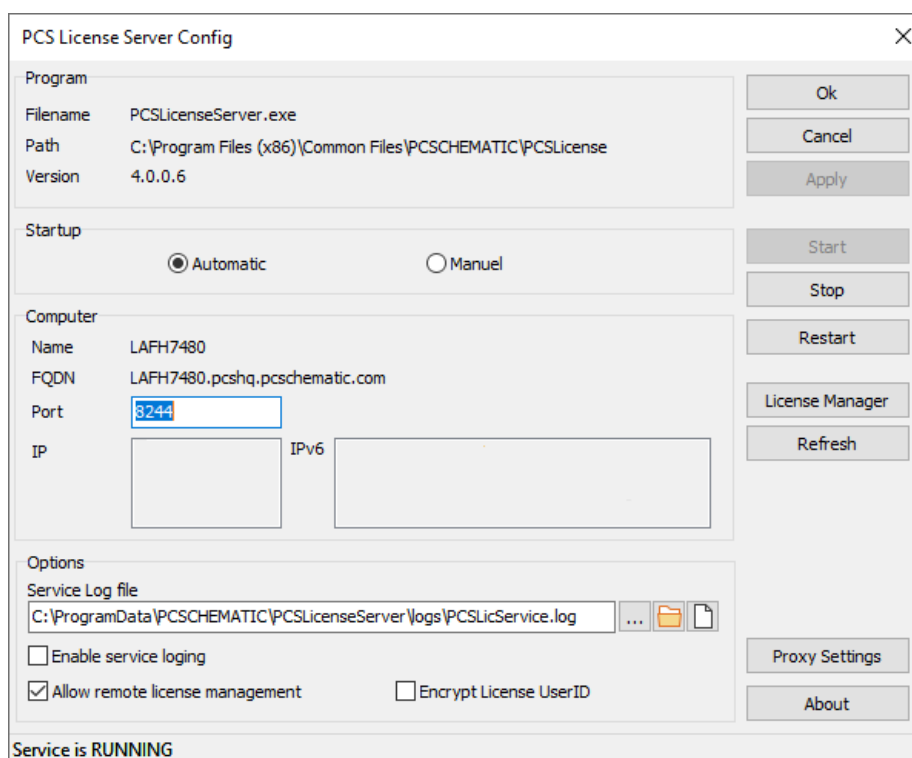 PCS License Server Config
Program
Filename PCSLicenseServer.exe
Path C:\Program Files (x86)\Common Files\PCSCHEMATIC\PCSLicense
Version 4.0.0.6
Ok
Cancel
Apply
Startup
Automatic Manuel
Start
Stop
Restart
Computer
Name LAFH7480
FQDN LAFH7480.pcshq.pcschematic.com
Port 8244
IP IPv6
License Manager
Refresh
Options
Service Log file
C:\ProgramData\PCSCHEMATIC\PCSLicenseServer\logs\PCSLicService.log ...
Enable service loging
Allow remote license management Encrypt License UserID
Proxy Settings
About
Service is RUNNING